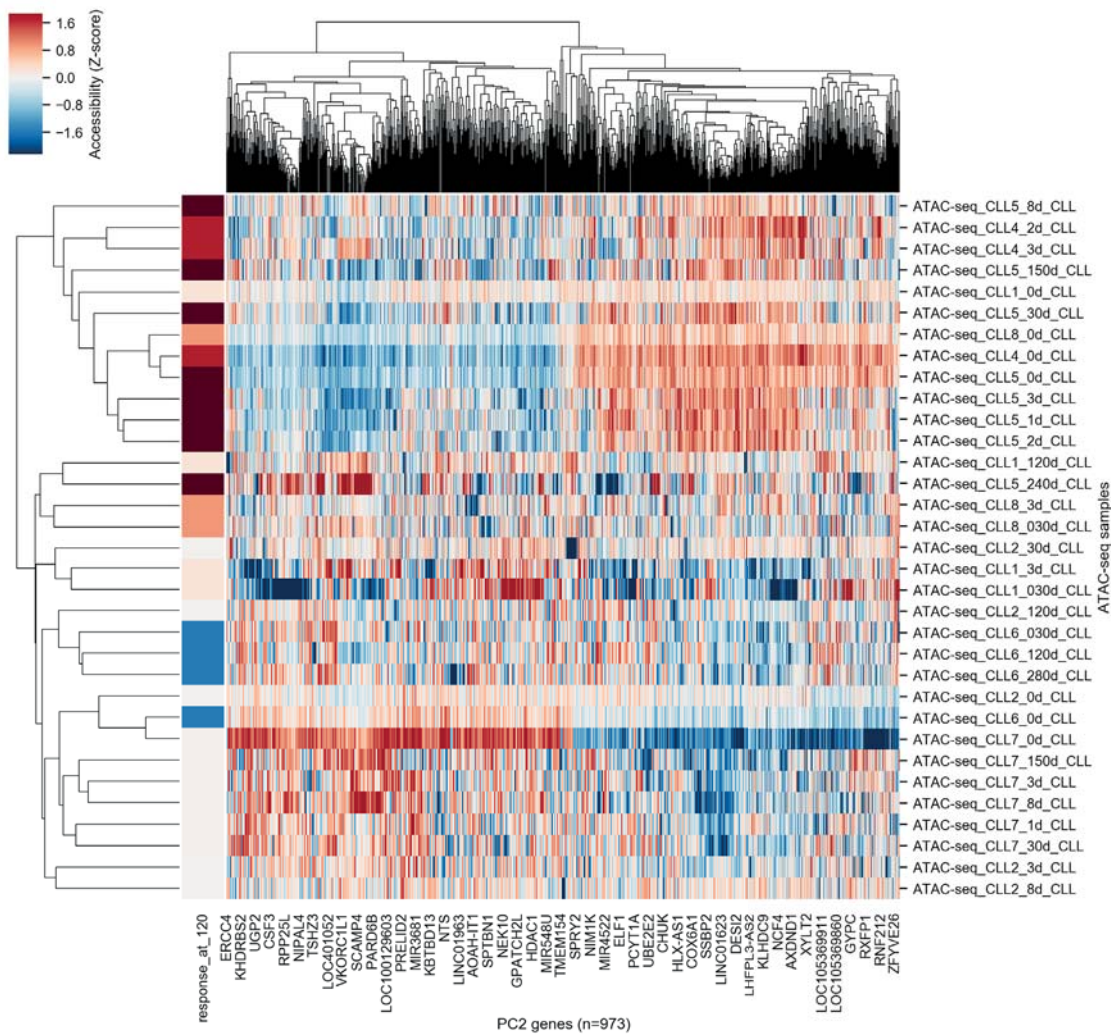 1.6
0.8
0.0
−0.8
−1.6
Accessibility (Z-score)
ATAC-seq_CLL5_8d_CLL
ATAC-seq_CLL4_2d_CLL
ATAC-seq_CLL4_3d_CLL
ATAC-seq_CLL5_150d_CLL
ATAC-seq_CLL1_0d_CLL
ATAC-seq_CLL5_30d_CLL
ATAC-seq_CLL8_0d_CLL
ATAC-seq_CLL4_0d_CLL
ATAC-seq_CLL5_0d_CLL
ATAC-seq_CLL5_3d_CLL
ATAC-seq_CLL5_1d_CLL
ATAC-seq_CLL5_2d_CLL
ATAC-seq_CLL1_120d_CLL
ATAC-seq_CLL5_240d_CLL
ATAC-seq_CLL8_3d_CLL
ATAC-seq_CLL8_030d_CLL
ATAC-seq_CLL2_30d_CLL
ATAC-seq_CLL1_3d_CLL
ATAC-seq_CLL1_030d_CLL
ATAC-seq_CLL2_120d_CLL
ATAC-seq_CLL6_030d_CLL
ATAC-seq_CLL6_120d_CLL
ATAC-seq_CLL6_280d_CLL
ATAC-seq_CLL2_0d_CLL
ATAC-seq_CLL6_0d_CLL
ATAC-seq_CLL7_0d_CLL
ATAC-seq_CLL7_150d_CLL
ATAC-seq_CLL7_3d_CLL
ATAC-seq_CLL7_8d_CLL
ATAC-seq_CLL7_1d_CLL
ATAC-seq_CLL7_30d_CLL
ATAC-seq_CLL2_3d_CLL
ATAC-seq_CLL2_8d_CLL
ATAC-seq samples
response_at_120
ERCC4
KHDRBS2
UGP2
CSF3
RPP25L
NIPAL4
TSHZ3
LOC401052
VKORC1L1
SCAMP4
PARD6B
LOC100129603
PRELID2
MIR3681
KBTBD13
NTS
LINC01963
AOAH-IT1
SPTBN1
NEK10
GPATCH2L
HDAC1
MIR548U
TMEM154
SPRY2
NIM1K
MIR4522
ELF1
PCYT1A
UBE2E2
CHUK
HLX-AS1
COX6A1
SSBP2
LINC01623
DESI2
LHFPL3-AS2
KLHDC9
NCF4
AXDND1
XYLT2
LOC105369911
LOC105369860
GYPC
RXFP1
RNF212
ZFYVE26
PC2 genes (n=973)